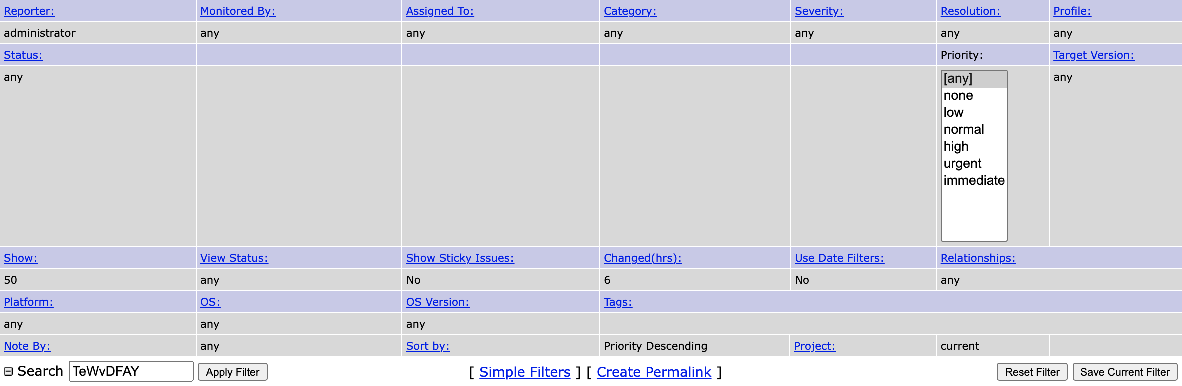 Reporter: Monitored By: Assigned To: Category: Severity: Resolution: Profile:
administrator any any any any any any
Status: Priority: Target Version:
any [any] any
none
low
normal
high
urgent
immediate
Show: View Status: Show Sticky Issues: Changed(hrs): Use Date Filters: Relationships:
50 any No 6 No any
Platform: OS: OS Version: Tags:
any any any
Note By: any Sort by: Priority Descending Project: current
Search TeWvDFAY Apply Filter [ Simple Filters ] [ Create Permalink ] Reset Filter Save Current Filter